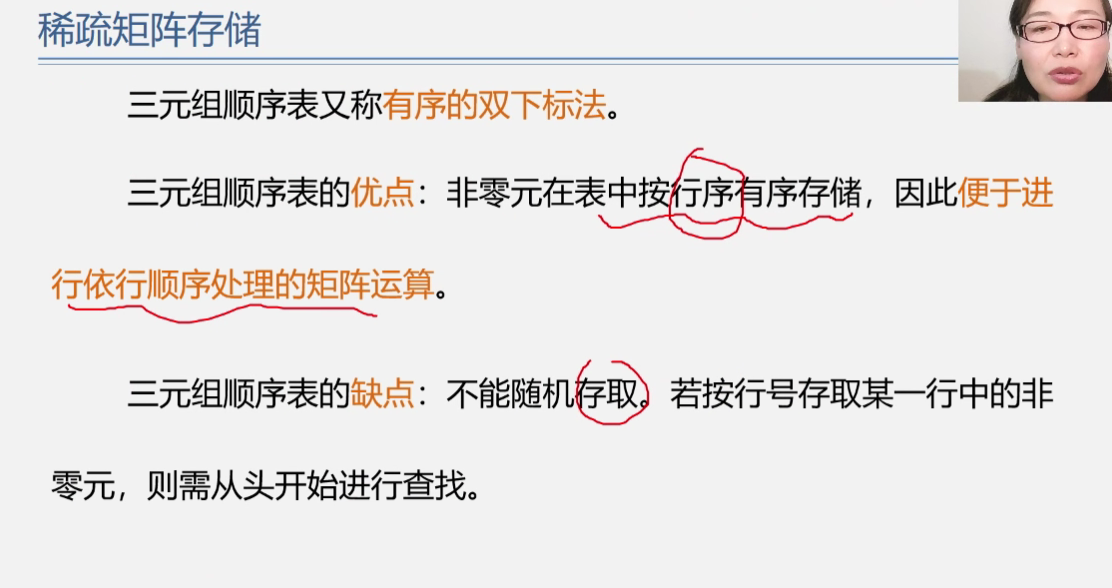 稀疏矩阵存储
三元组顺序表又称有序的双下标法。
三元组顺序表的优点：非零元在表中按行序有序存储，因此便于进
行依行顺序处理的矩阵运算。
三元组顺序表的缺点：不能随机存取。若按行号存取某一行中的非
零元，则需从头开始进行查找。